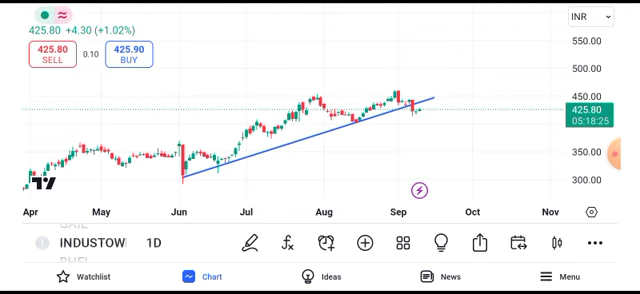 INR
425.80 +4.30 (+1.02%)
425.80
SELL
0.10
425.90
BUY
550.00
500.00
450.00
425.80
05:18:25
350.00
300.00
Apr
May
Jun
Jul
Aug
Sep
Oct
Nov
INDUSTOW
1D
Watchlist
Chart
Ideas
News
Menu